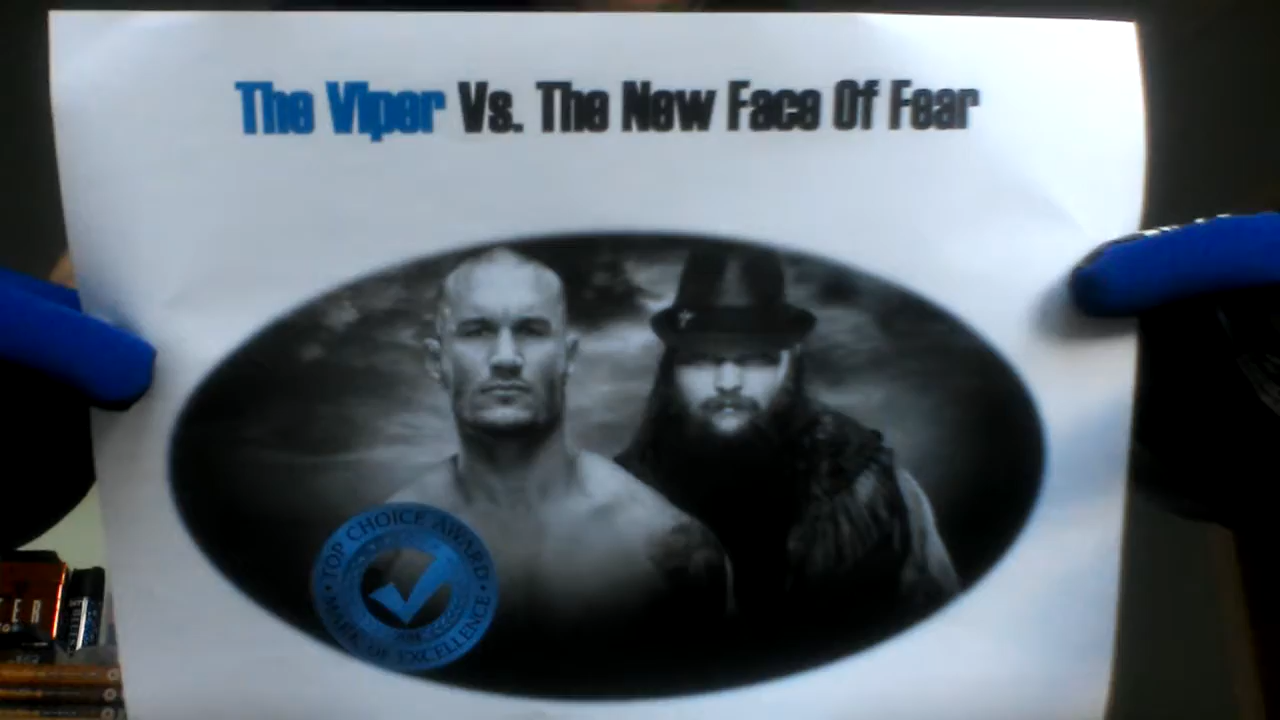 The Viper Vs. The New Face Of Fear
TOP CHOICE AWARD
MARK OF EXCELLENCE